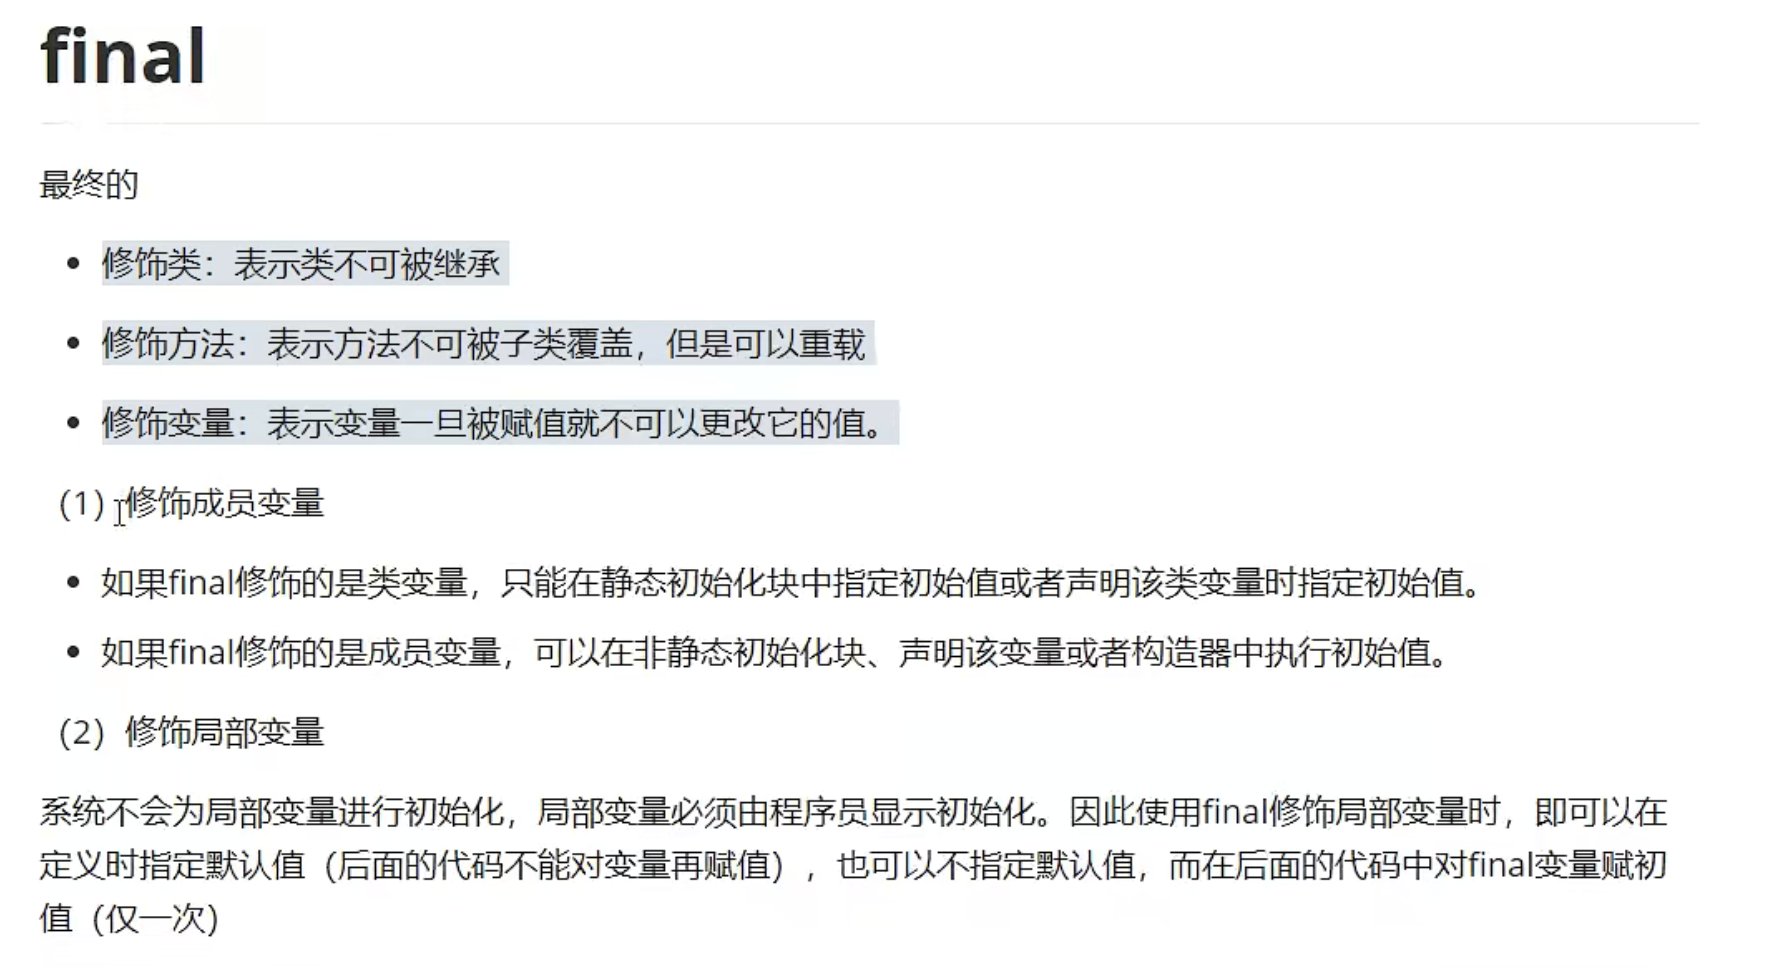 final
最终的
• 修饰类：表示类不可被继承
• 修饰方法：表示方法不可被子类覆盖，但是可以重载
• 修饰变量：表示变量一旦被赋值就不可以更改它的值。
（1）修饰成员变量
• 如果final修饰的是类变量，只能在静态初始化块中指定初始值或者声明该类变量时指定初始值。
• 如果final修饰的是成员变量，可以在非静态初始化块、声明该变量或者构造器中执行初始值。
（2）修饰局部变量
系统不会为局部变量进行初始化，局部变量必须由程序员显示初始化。因此使用final修饰局部变量时，即可以在
定义时指定默认值（后面的代码不能对变量再赋值），也可以不指定默认值，而在后面的代码中对final变量赋初
值（仅一次）